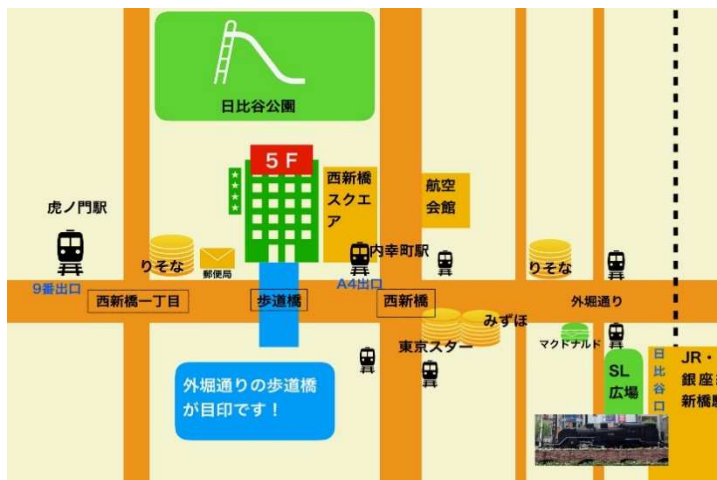 日比谷公園
5F
★★★★
西新橋
スクエ
ア
航空
会館
虎ノ門駅
りそな
郵便局
内幸町駅
りそな
9番出口
A4出口
西新橋一丁目
歩道橋
西新橋
外堀通り
みずほ
東京スター
マクドナルド
外堀通りの歩道橋
が目印です！
SL
広場
日比谷口
JR・
銀座
新橋